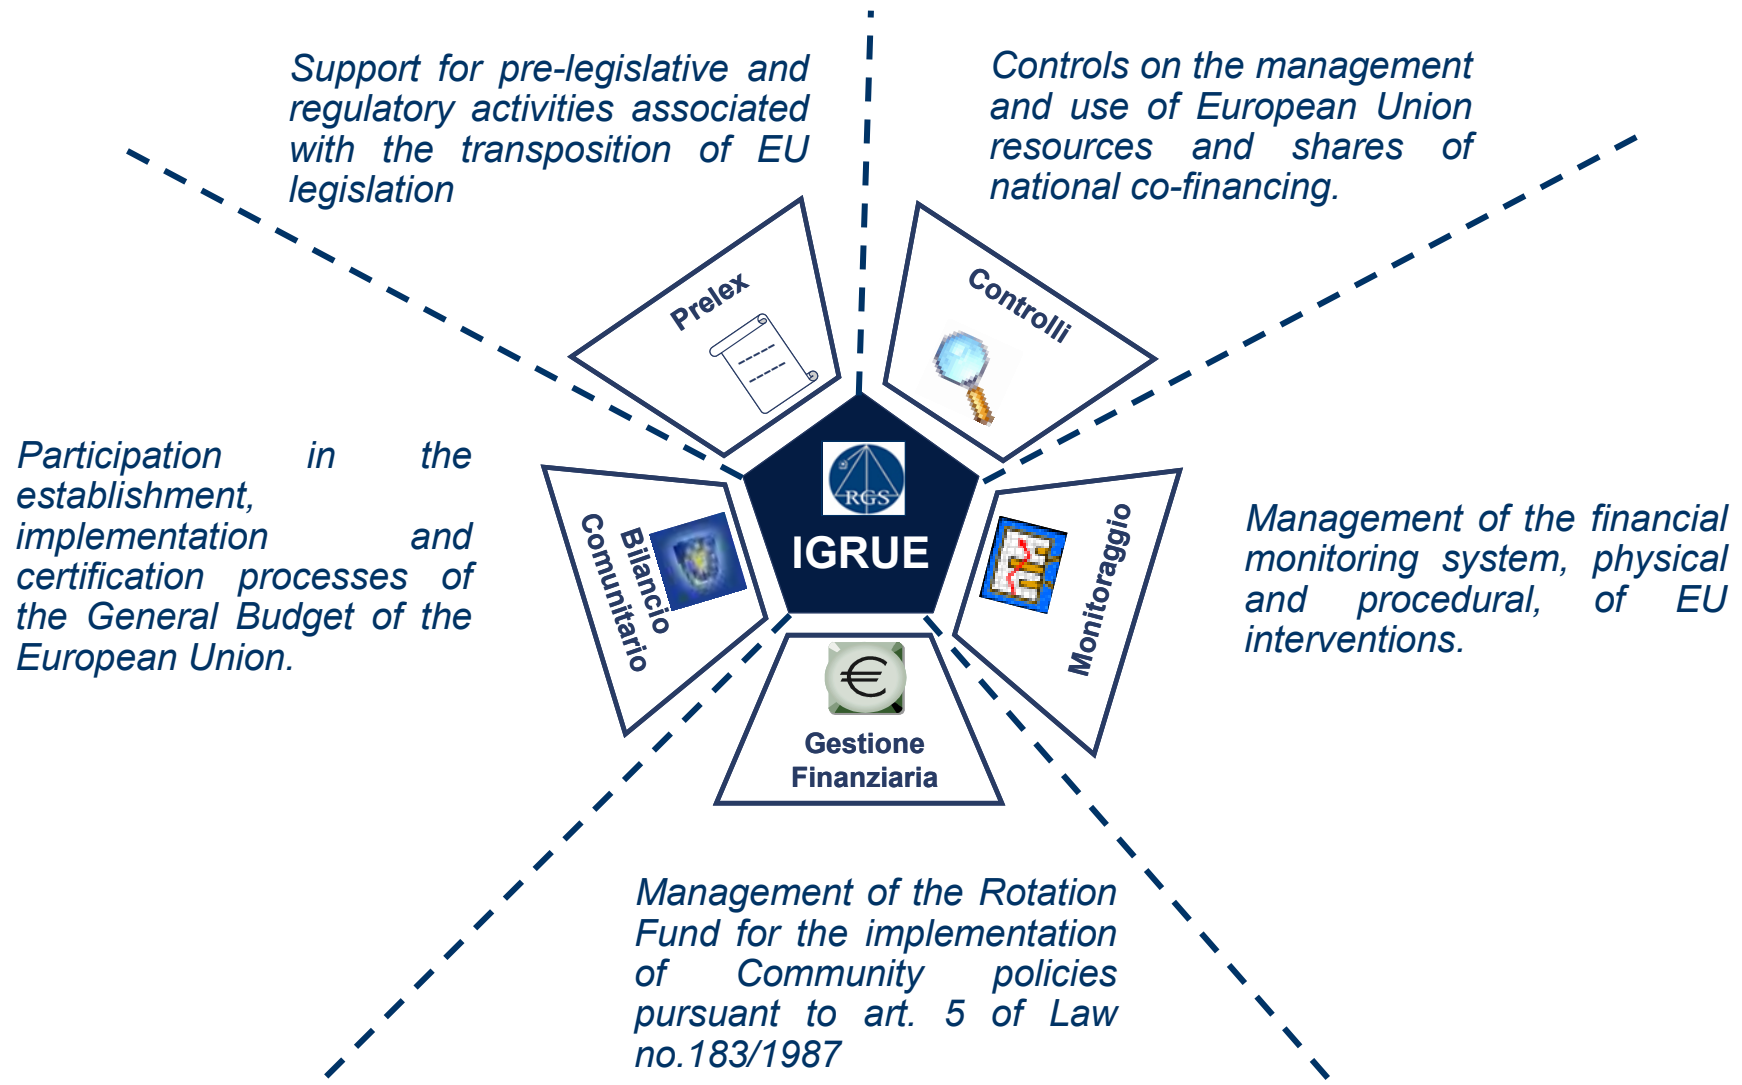 Support for pre-legislative and
regulatory activities associated
with the transposition of EU
legislation
Controls on the management
and use of European Union
resources and shares of
national co-financing.
Prelex
Controlli
Participation in the
establishment,
implementation and
certification processes of
the General Budget of the
European Union.
Bilancio
Comunitario
RGS
IGRUE
Monitoraggio
Management of the financial
monitoring system, physical
and procedural, of EU
interventions.
Gestione
Finanziaria
Management of the Rotation
Fund for the implementation
of Community policies
pursuant to art. 5 of Law
no.183/1987